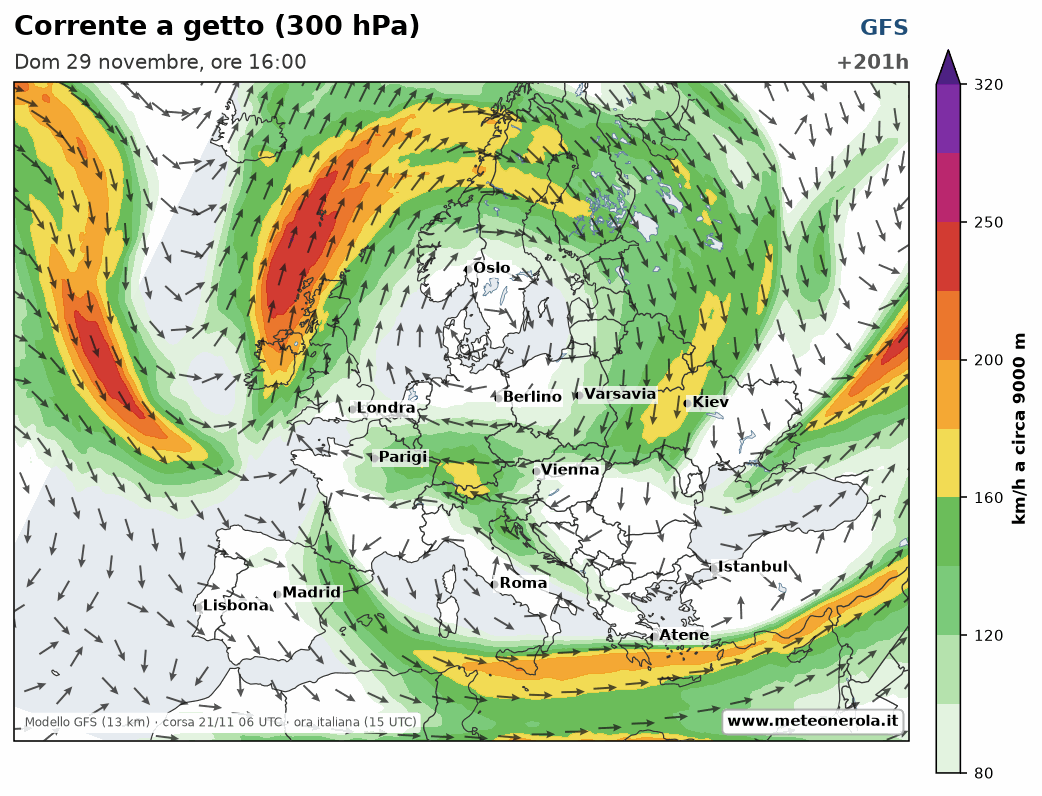 Corrente a getto (300 hPa)
GFS
Dom 29 novembre, ore 16:00
+201h
320
250
200
160
120
80
km/h a circa 9000 m
Oslo
Londra
Berlino
Varsavia
Kiev
Parigi
Vienna
Istanbul
Roma
Madrid
Lisbona
Atene
Modello GFS (13 km) · corsa 21/11 06 UTC · ora italiana (15 UTC)
www.meteonerola.it